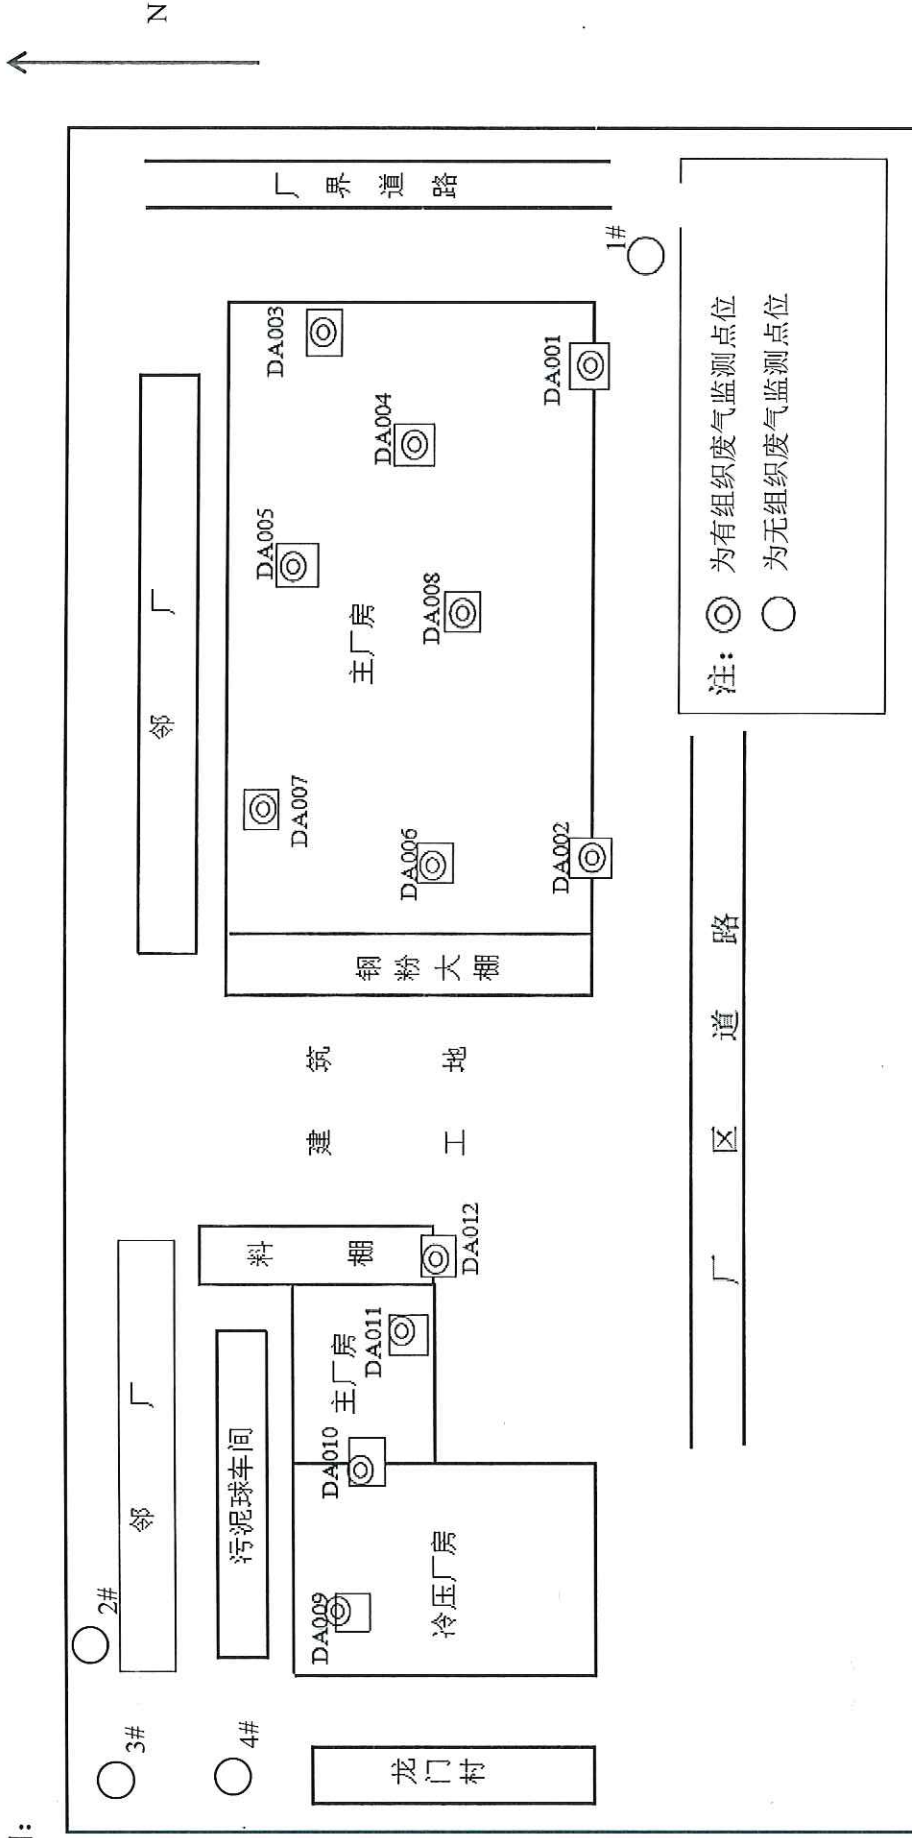 N
厂界道路
1#
DA003
DA004
DA001
DA005
DA008
主厂房
邻厂
DA007
DA006
DA002
钢粉大棚
建筑
工地
料棚
DA012
主厂房
DA011
DA010
邻厂
污泥球车间
DA009
冷压厂房
2#
3#
4#
龙门村
厂区道路
注：
为有组织废气监测点位
为无组织废气监测点位